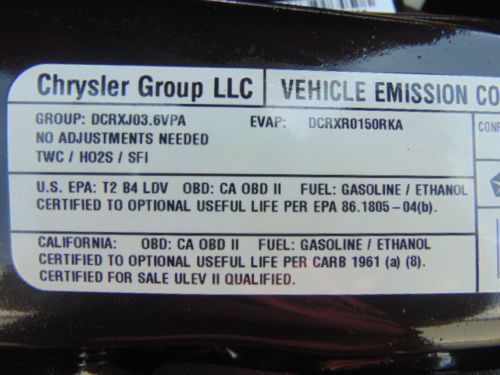 Chrysler Group LLC VEHICLE EMISSION CO
GROUP: DCRXJ03.6VPA EVAP: DCRXR0150RKA CONF
NO ADJUSTMENTS NEEDED
TWC / HO2S / SFI
U.S. EPA: T2 B4 LDV OBD: CA OBD II FUEL: GASOLINE / ETHANOL
CERTIFIED TO OPTIONAL USEFUL LIFE PER EPA 86.1805-04(b).
CALIFORNIA: OBD: CA OBD II FUEL: GASOLINE / ETHANOL
CERTIFIED TO OPTIONAL USEFUL LIFE PER CARB 1961 (a) (8).
CERTIFIED FOR SALE ULEV II QUALIFIED.